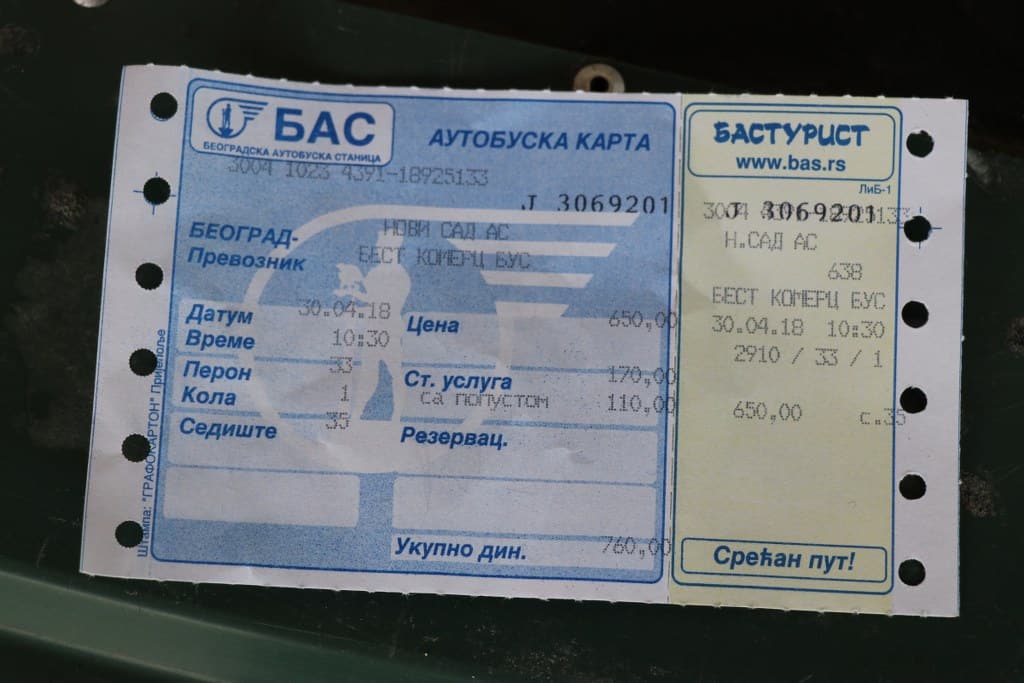 БАС
БЕОГРАДСКА АУТОБУСКА СТАНИЦА
АУТОБУСКА КАРТА
3004 1023 4391-18925133
Ј 3069201
БЕОГРАД- НОВИ САД АС
Превозник БЕСТ КОМЕРЦ БУС
Датум 30.04.18
Време 10:30
Перон 33
Кола 1
Седиште 35
Цена 650,00
Ст. услуга 170,00
са попустом 110,00
Резервац.
Укупно дин. 760,00
Штампа: "ГРАФОКАРТОН" Пријепоље
БАСТУРИСТ
www.bas.rs
ЛиБ-1
3004
Ј 3069201
Н.САД АС
638
БЕСТ КОМЕРЦ БУС
30.04.18 10:30
2910 / 33 / 1
650,00 с.35
Срећан пут!